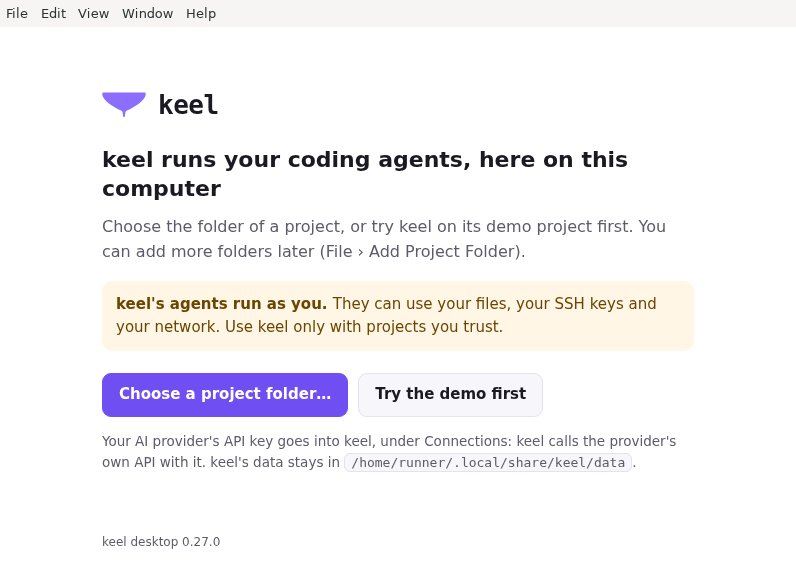 File Edit View Window Help
keel
keel runs your coding agents, here on this
computer
Choose the folder of a project, or try keel on its demo project first. You
can add more folders later (File › Add Project Folder).
keel's agents run as you. They can use your files, your SSH keys and
your network. Use keel only with projects you trust.
Choose a project folder... Try the demo first
Your AI provider's API key goes into keel, under Connections: keel calls the provider's
own API with it. keel's data stays in /home/runner/.local/share/keel/data.
keel desktop 0.27.0